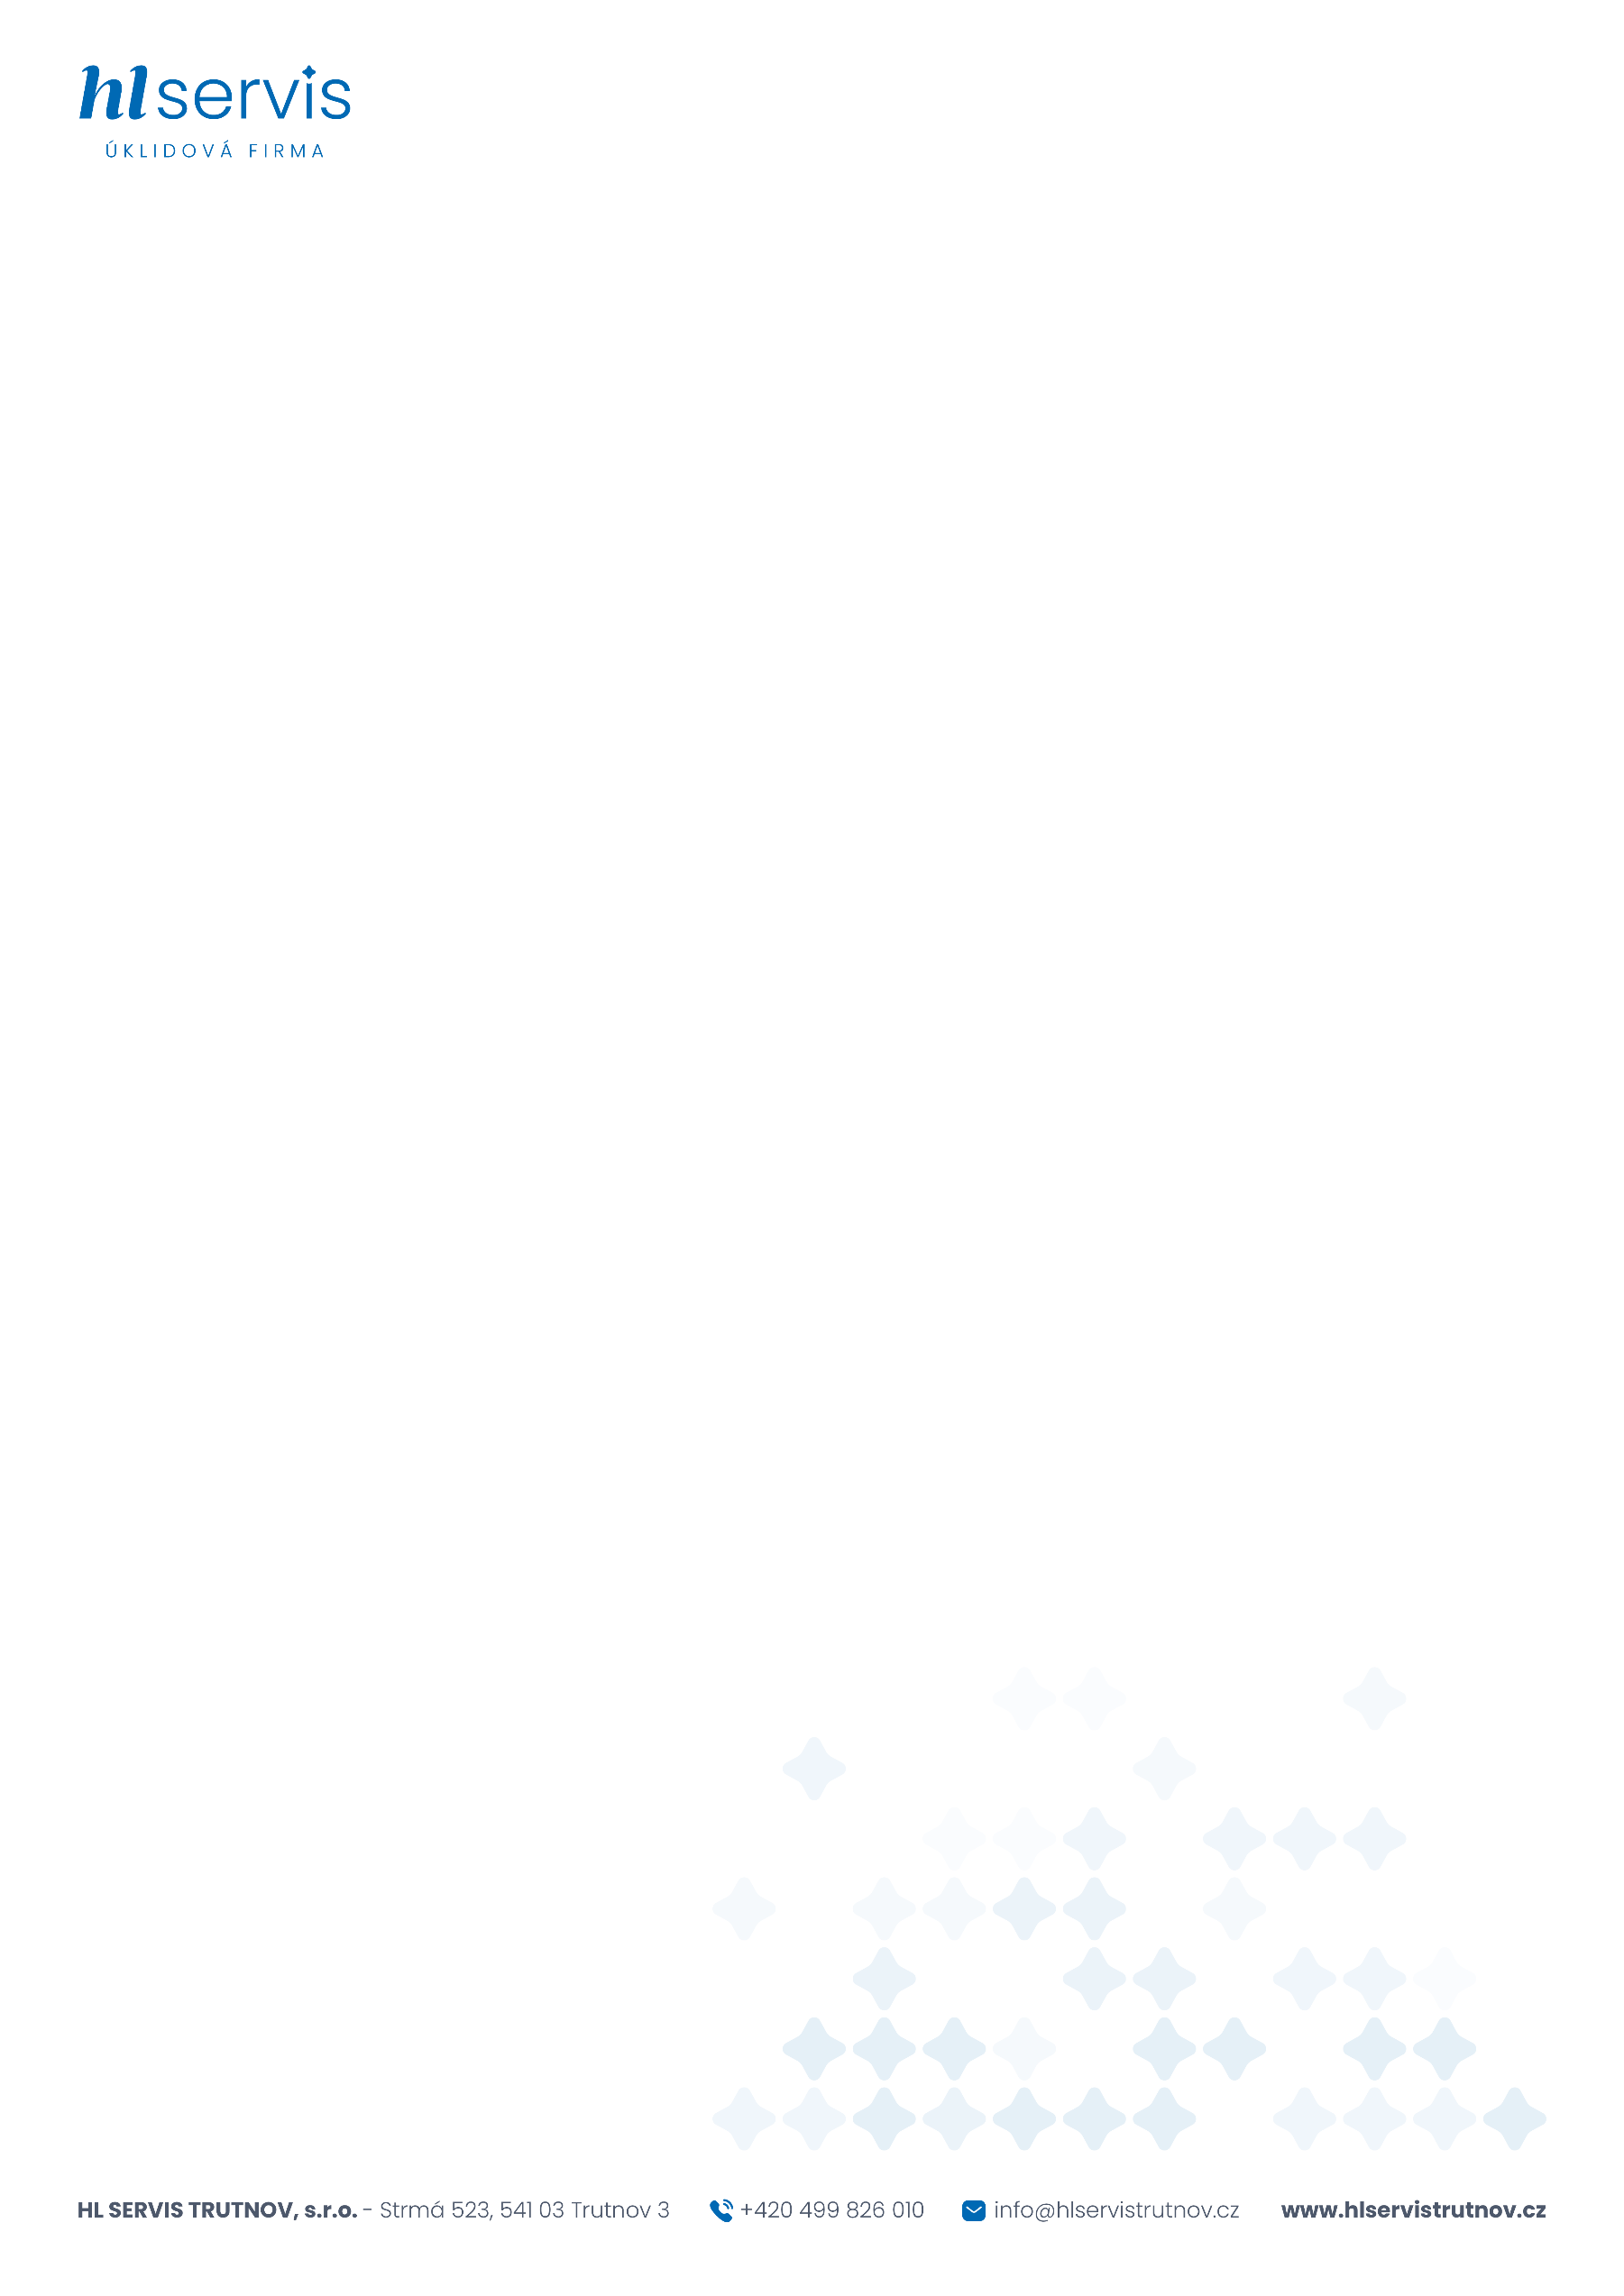 hlservis
ÚKLIDOVÁ FIRMA
HL SERVIS TRUTNOV, s.r.o. - Strmá 523, 541 03 Trutnov 3 +420 499 826 010 info@hlservistrutnov.cz www.hlservistrutnov.cz